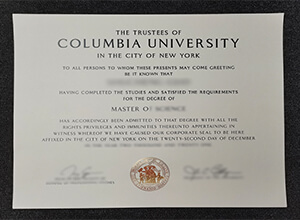 THE TRUSTEES OF
COLUMBIA UNIVERSITY
IN THE CITY OF NEW YORK
TO ALL PERSONS TO WHOM THESE PRESENTS MAY COME GREETING
BE IT KNOWN THAT
HAVING COMPLETED THE STUDIES AND SATISFIED THE REQUIREMENTS
FOR THE DEGREE OF
MASTER OF SCIENCE
HAS ACCORDINGLY BEEN ADMITTED TO THAT DEGREE WITH ALL THE
RIGHTS PRIVILEGES AND IMMUNITIES THEREUNTO APPERTAINING IN
WITNESS WHEREOF WE HAVE CAUSED OUR CORPORATE SEAL TO BE HERE
AFFIXED IN THE CITY OF NEW YORK ON THE TWENTY-SECOND DAY OF DECEMBER